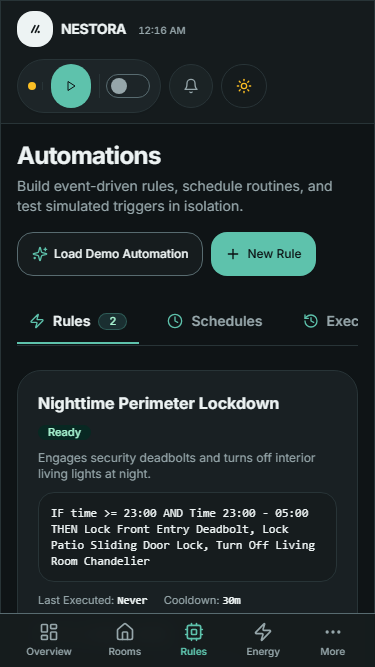 NESTORA 12:16 AM
Automations
Build event-driven rules, schedule routines, and
test simulated triggers in isolation.
Load Demo Automation
New Rule
Rules 2
Schedules
Exec
Nighttime Perimeter Lockdown
Ready
Engages security deadbolts and turns off interior
living lights at night.
IF time >= 23:00 AND Time 23:00 - 05:00
THEN Lock Front Entry Deadbolt, Lock
Patio Sliding Door Lock, Turn Off Living
Room Chandelier
Last Executed: Never Cooldown: 30m
Overview
Rooms
Rules
Energy
More